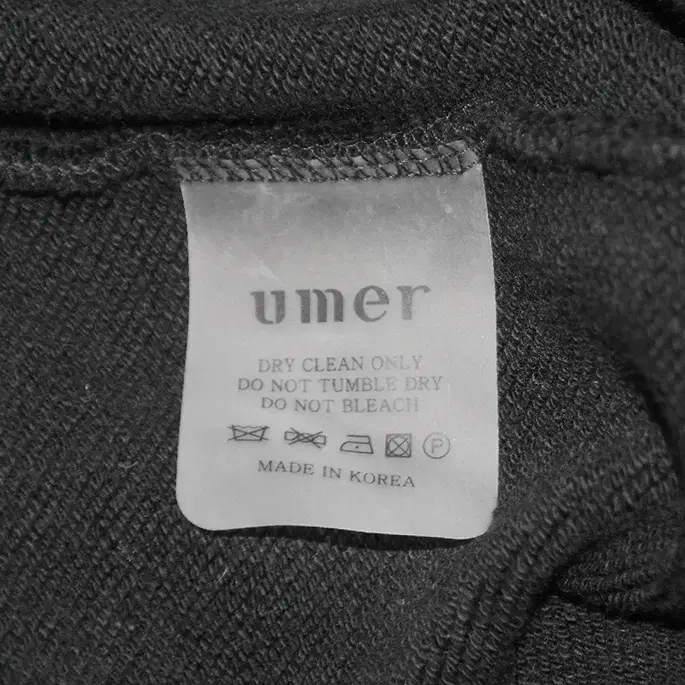 umer
DRY CLEAN ONLY
DO NOT TUMBLE DRY
DO NOT BLEACH
P
MADE IN KOREA